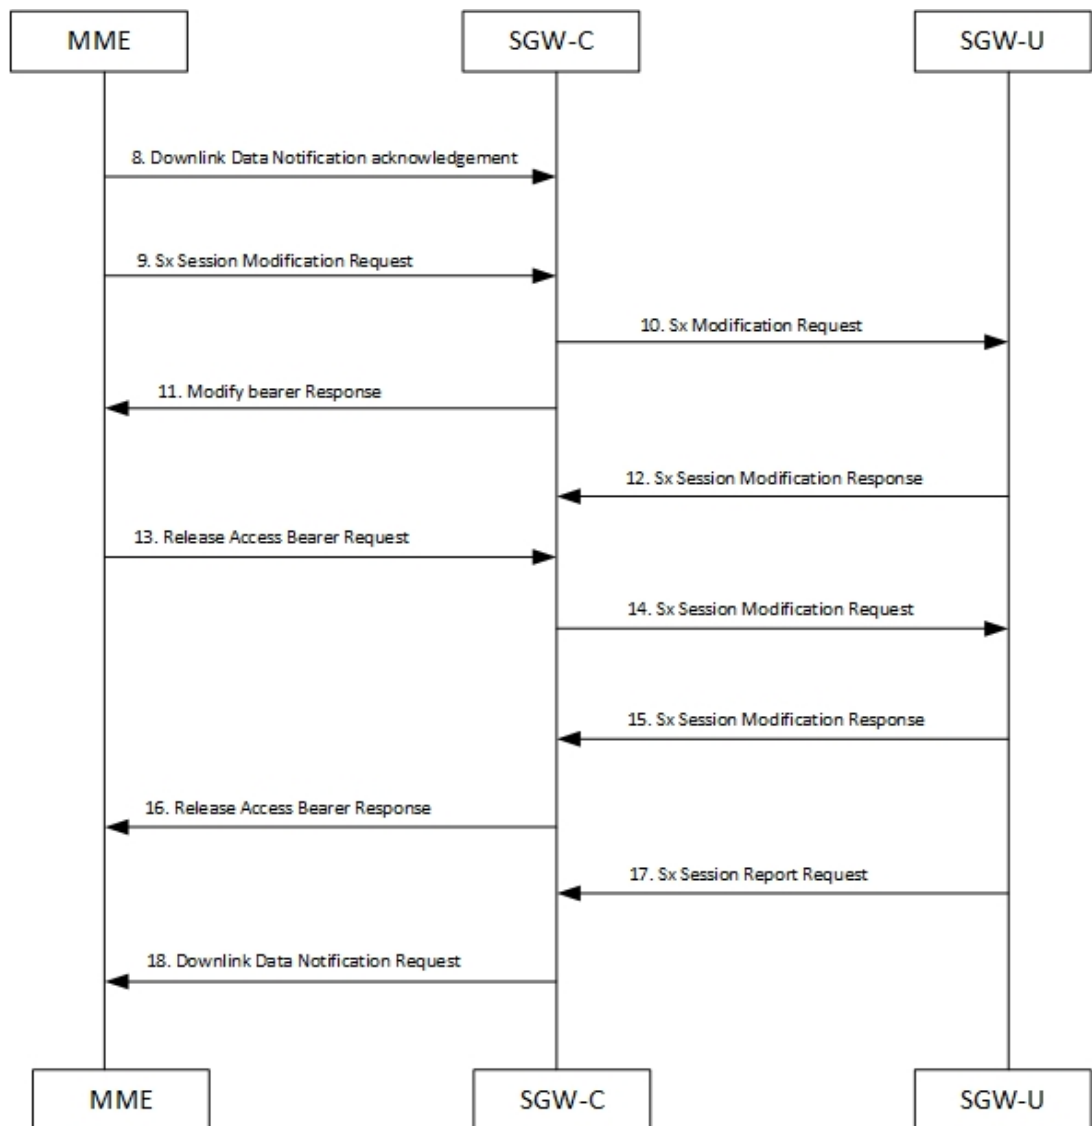 MME SGW-C SGW-U
8. Downlink Data Notification acknowledgement
9. Sx Session Modification Request
10. Sx Modification Request
11. Modify bearer Response
12. Sx Session Modification Response
13. Release Access Bearer Request
14. Sx Session Modification Request
15. Sx Session Modification Response
16. Release Access Bearer Response
17. Sx Session Report Request
18. Downlink Data Notification Request
MME SGW-C SGW-U